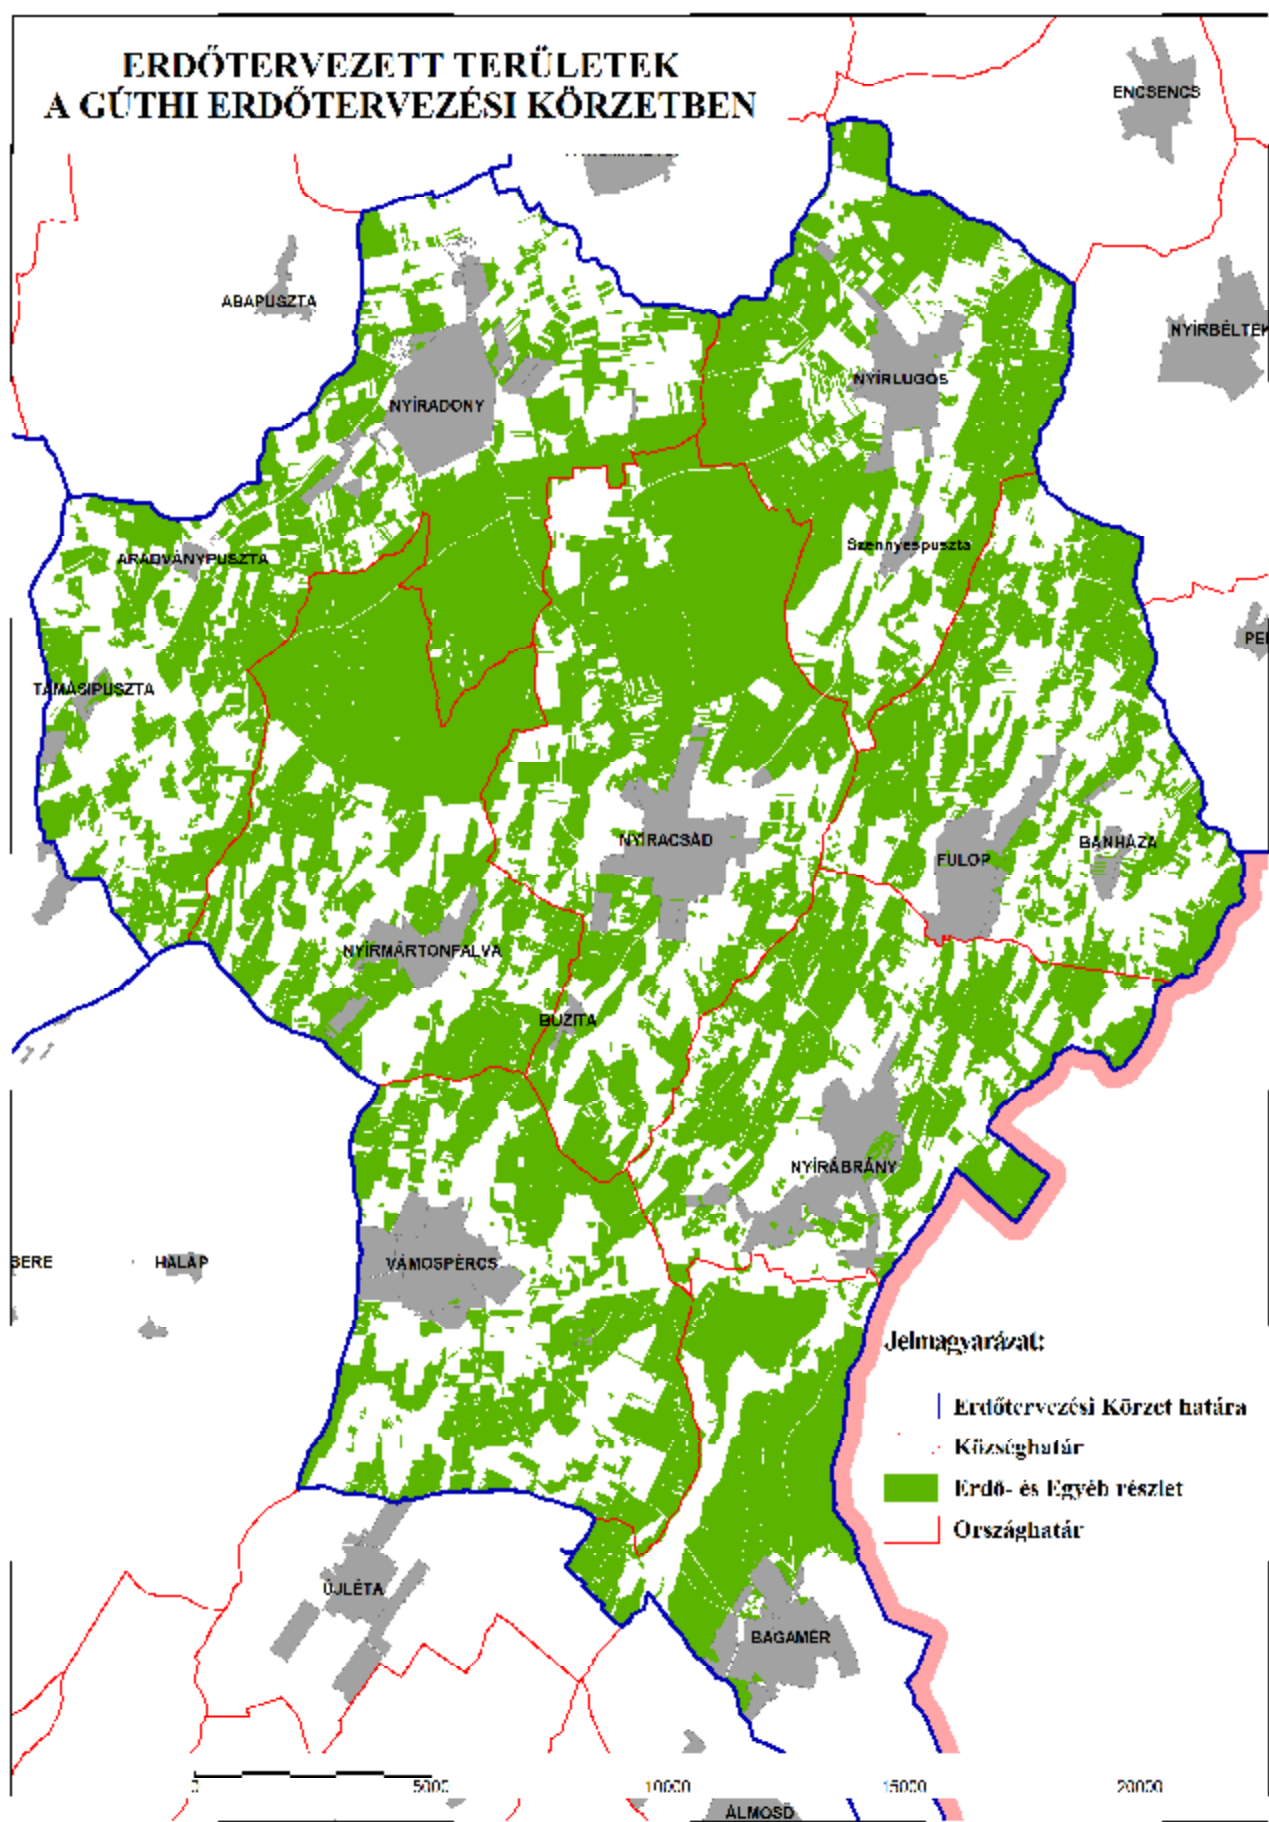 ERDŐTERVEZETT TERÜLETEK
A GÚTHI ERDŐTERVEZÉSI KÖRZETBEN
ENCSENCS
ABAPUSZTA
NYÍRBÉLTEK
NYÍRLUGOS
NYÍRADONY
Szennyespuszta
ARADVÁNYPUSZTA
PEI
TAMÁSIPUSZTA
NYÍRACSÁD
BÁNHÁZA
FÜLÖP
NYÍRMÁRTONFALVA
BUZITA
NYÍRÁBRÁNY
BERE
HALÁP
VÁMOSPÉRCS
Jelmagyarázat:
Erdőtervezési Körzet határa
Községhatár
Erdő- és Egyéb részlet
Országhatár
ÚJLÉTA
BAGAMÉR
0 5000 10000 15000 20000
ÁLMOSD